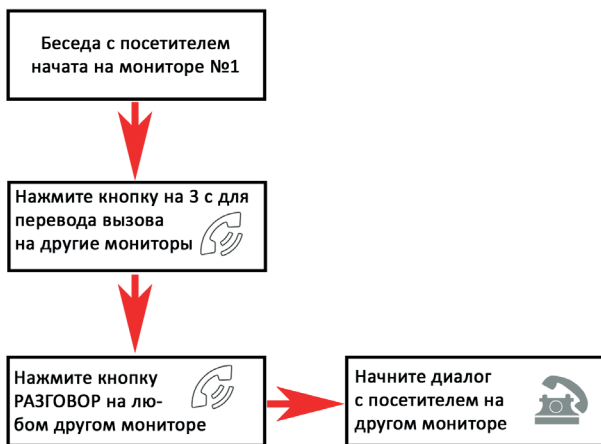 Беседа с посетителем
начата на мониторе №1
Нажмите кнопку на 3 с для
перевода вызова
на другие мониторы
Нажмите кнопку
РАЗГОВОР на лю-
бом другом мониторе
Начните диалог
с посетителем на
другом мониторе